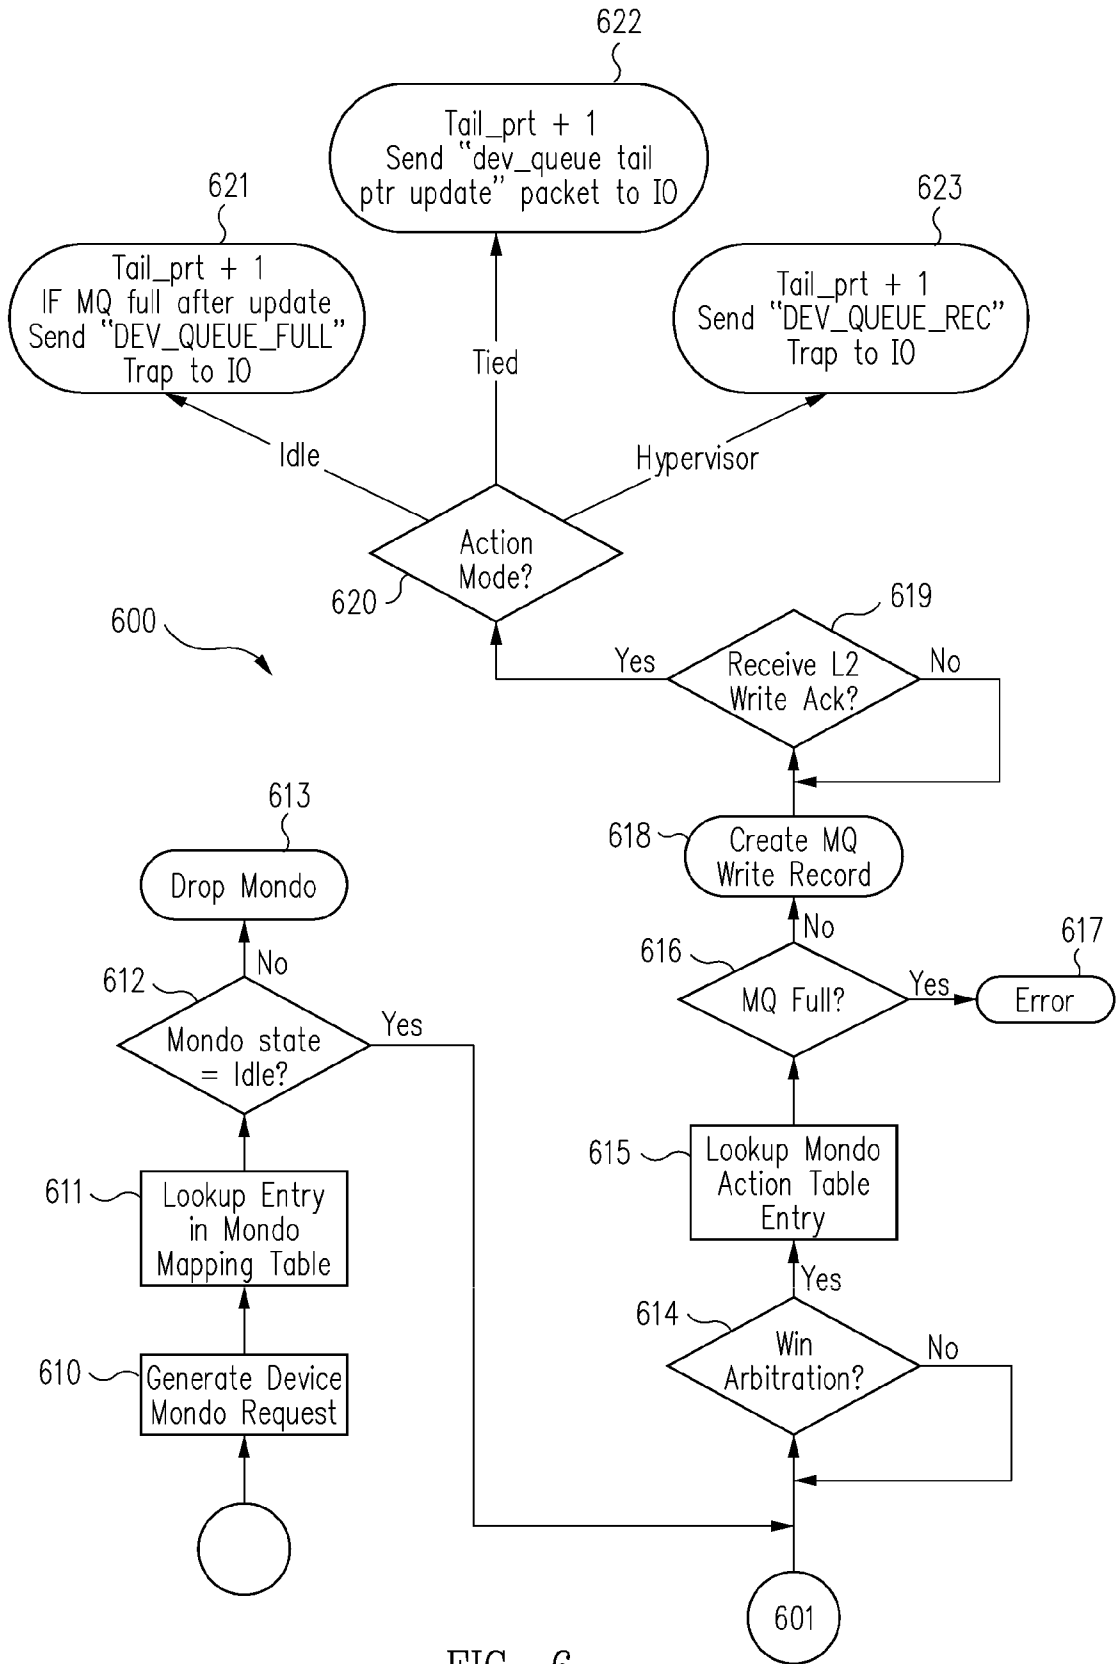 622
Tail_prt + 1
Send "dev_queue tail
ptr update" packet to IO
621
Tail_prt + 1
IF MQ full after update
Send "DEV_QUEUE_FULL"
Trap to IO
623
Tail_prt + 1
Send "DEV_QUEUE_REC"
Trap to IO
Tied
Idle
Hypervisor
Action
Mode?
620
600
619
Receive L2
Write Ack?
Yes
No
613
Drop Mondo
618
Create MQ
Write Record
No
616
MQ Full?
Yes
617
Error
No
612
Mondo state
= Idle?
Yes
615
Lookup Mondo
Action Table
Entry
611
Lookup Entry
in Mondo
Mapping Table
Yes
614
Win
Arbitration?
No
610
Generate Device
Mondo Request
601
FIG. 6